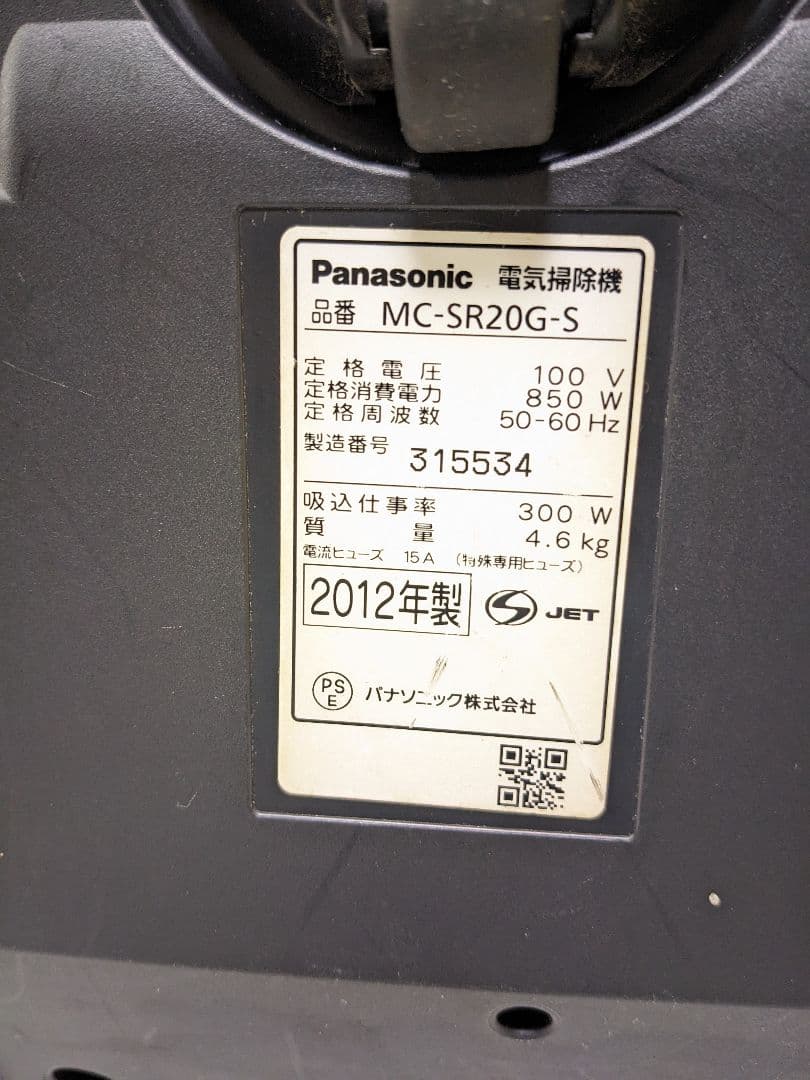 Panasonic 電気掃除機
品番 MC-SR20G-S
定格電圧 100 V
定格消費電力 850 W
定格周波数 50-60 Hz
製造番号 315534
吸込仕事率 300 W
質量 4.6 kg
電流ヒューズ 15A (特殊専用ヒューズ)
2012年製 JET
PS
E
パナソニック株式会社